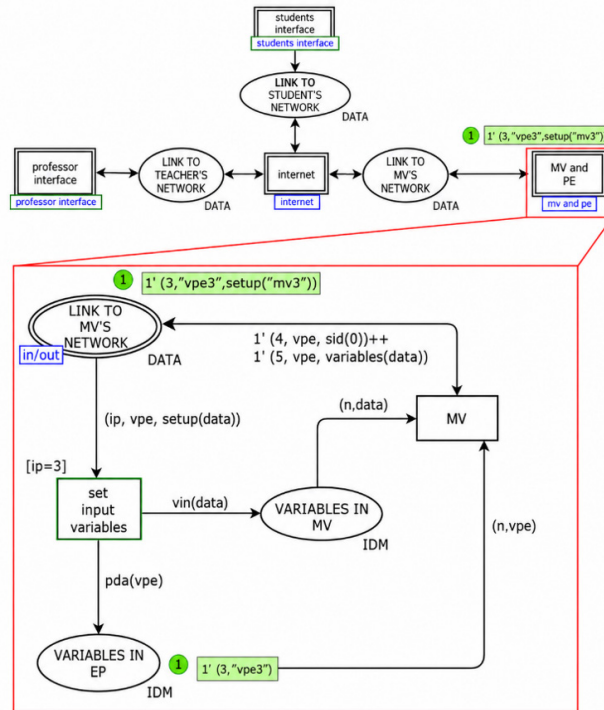 students
interface
students interface
LINK TO
STUDENT'S
NETWORK
DATA
1
1' (3,"vpe3",setup("mv3")
professor
interface
professor interface
LINK TO
TEACHER'S
NETWORK
DATA
internet
internet
LINK TO
MV'S
NETWORK
DATA
MV and
PE
mv and pe
1
1' (3,"vpe3",setup("mv3"))
LINK TO
MV'S
NETWORK
in/out
DATA
1' (4, vpe, sid(0))++
1' (5, vpe, variables(data))
(ip, vpe, setup(data))
(n,data)
MV
[ip=3]
set
input
variables
vin(data)
VARIABLES IN
MV
IDM
(n,vpe)
pda(vpe)
VARIABLES IN
EP
IDM
1
1' (3,"vpe3")